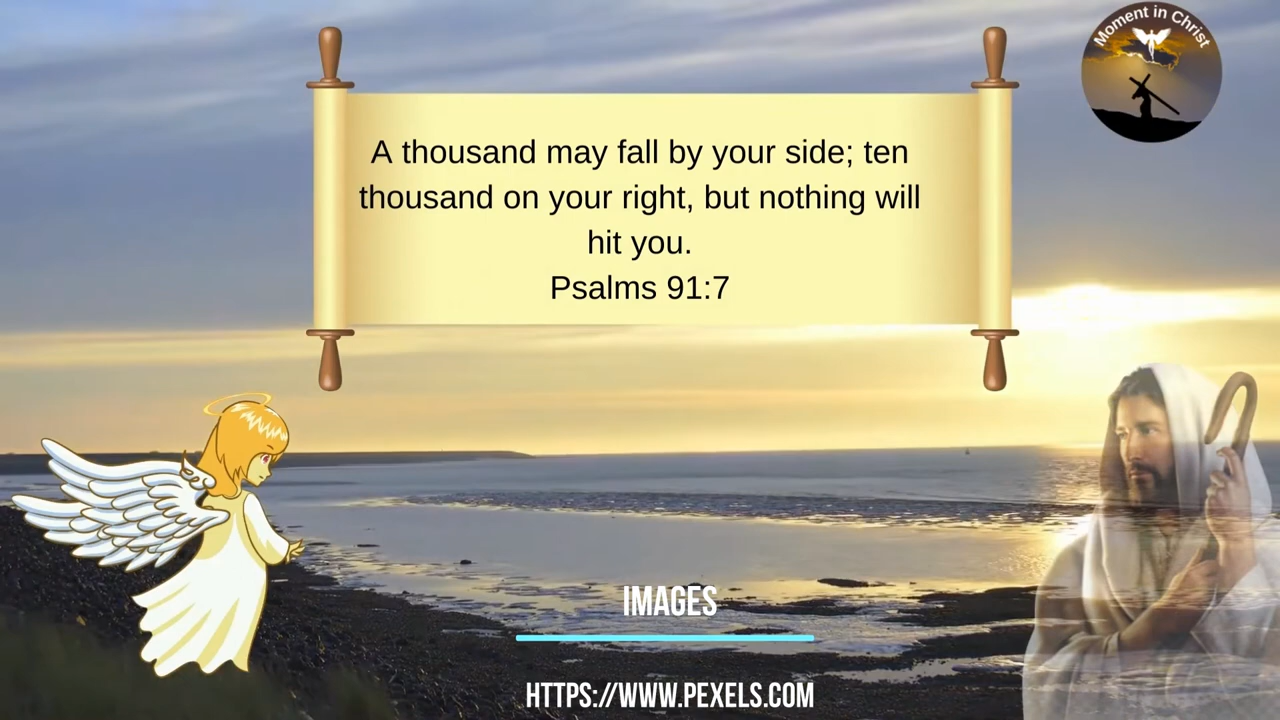 Moment in Christ
A thousand may fall by your side; ten
thousand on your right, but nothing will
hit you.
Psalms 91:7
IMAGES
HTTPS://WWW.PEXELS.COM